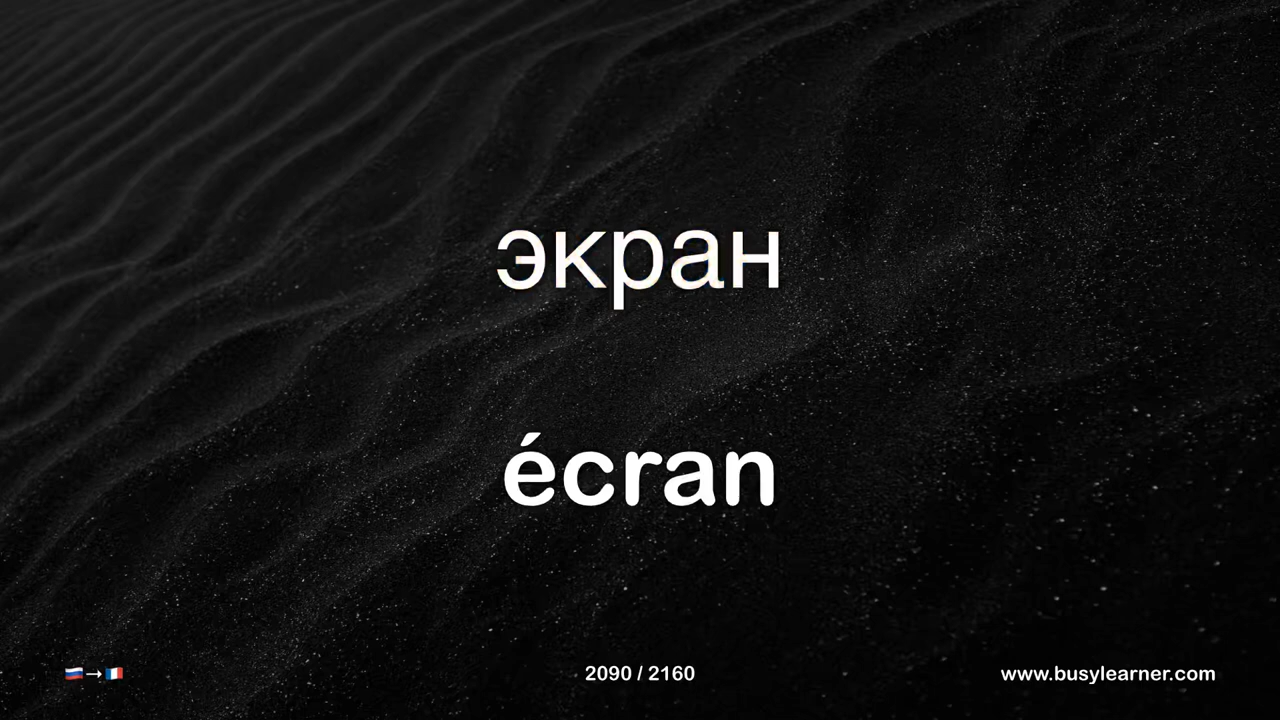 экран
écran
🇷🇺→🇫🇷
2090 / 2160
www.busylearner.com